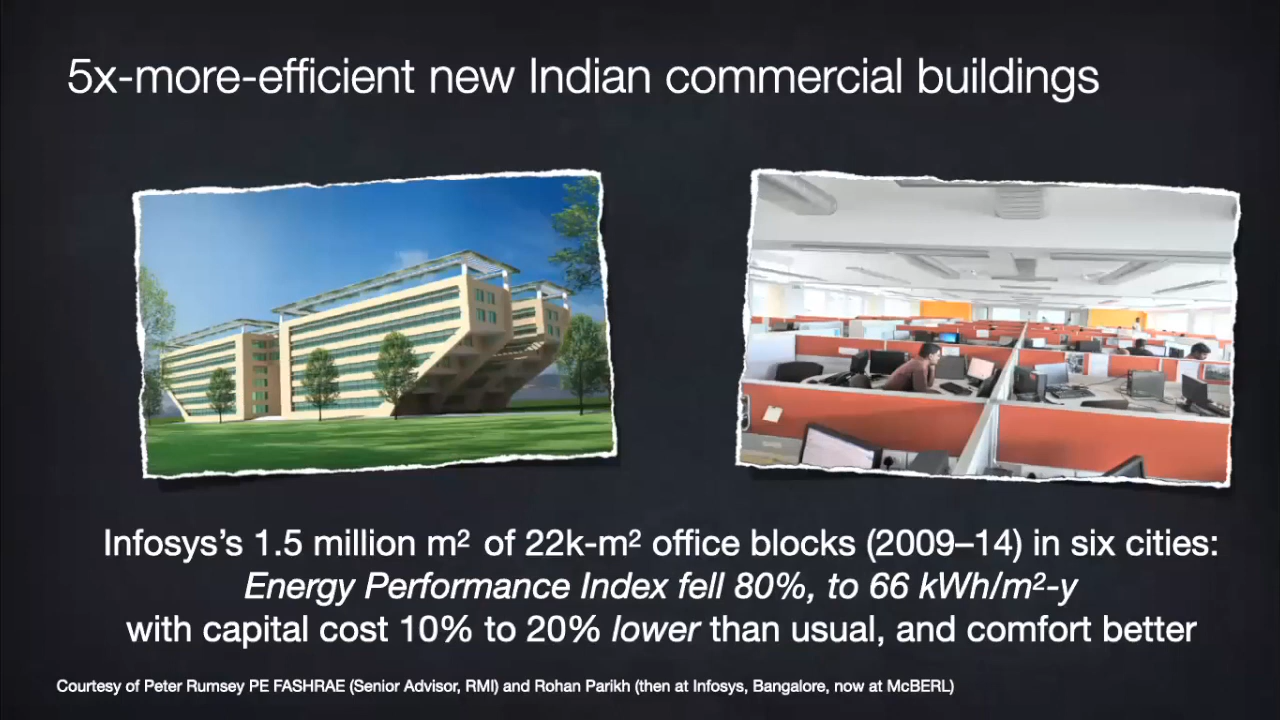 5x-more-efficient new Indian commercial buildings
Infosys's 1.5 million m² of 22k-m² office blocks (2009–14) in six cities:
Energy Performance Index fell 80%, to 66 kWh/m²-y
with capital cost 10% to 20% lower than usual, and comfort better
Courtesy of Peter Rumsey PE FASHRAE (Senior Advisor, RMI) and Rohan Parikh (then at Infosys, Bangalore, now at McBERL)